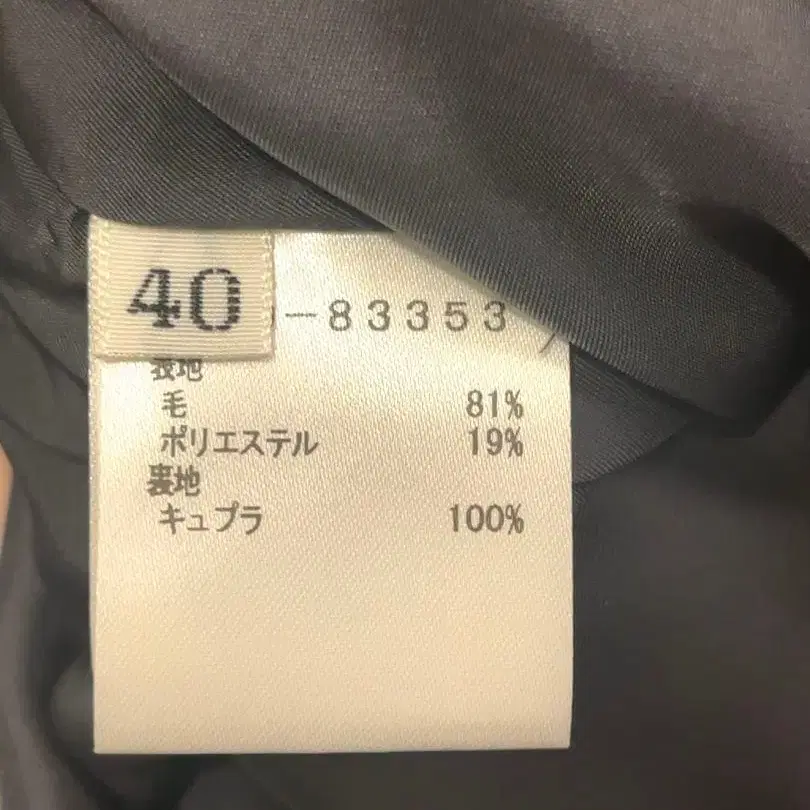 40
-83353
表地
毛 81%
ポリエステル 19%
裏地
キュプラ 100%